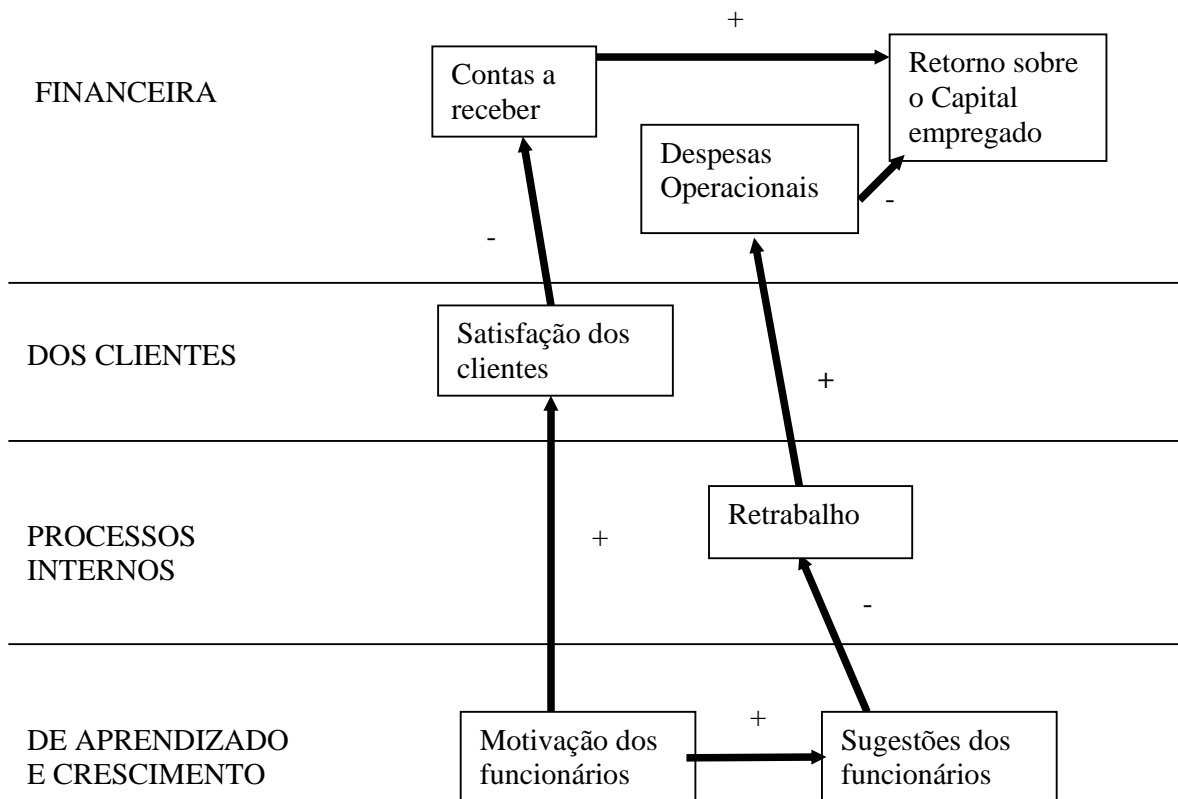 +
FINANCEIRA
Contas a
receber
Retorno sobre
o Capital
empregado
Despesas
Operacionais
-
-
DOS CLIENTES
Satisfação dos
clientes
+
PROCESSOS
INTERNOS
+
Retrabalho
-
DE APRENDIZADO
E CRESCIMENTO
Motivação dos
funcionários
+
Sugestões dos
funcionários